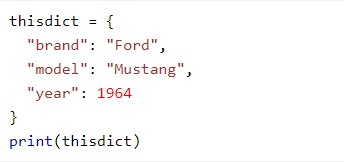 thisdict = {
  "brand": "Ford",
  "model": "Mustang",
  "year": 1964
}
print(thisdict)